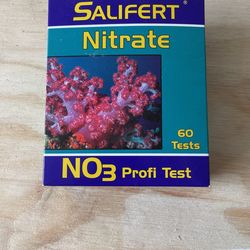 SALIFERT®
Nitrate
60
Tests
NO3 Profi Test